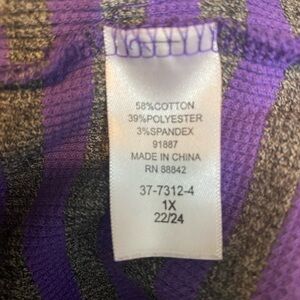 58%COTTON
39%POLYESTER
3%SPANDEX
91887
MADE IN CHINA
RN 88842
37-7312-4
1X
22/24